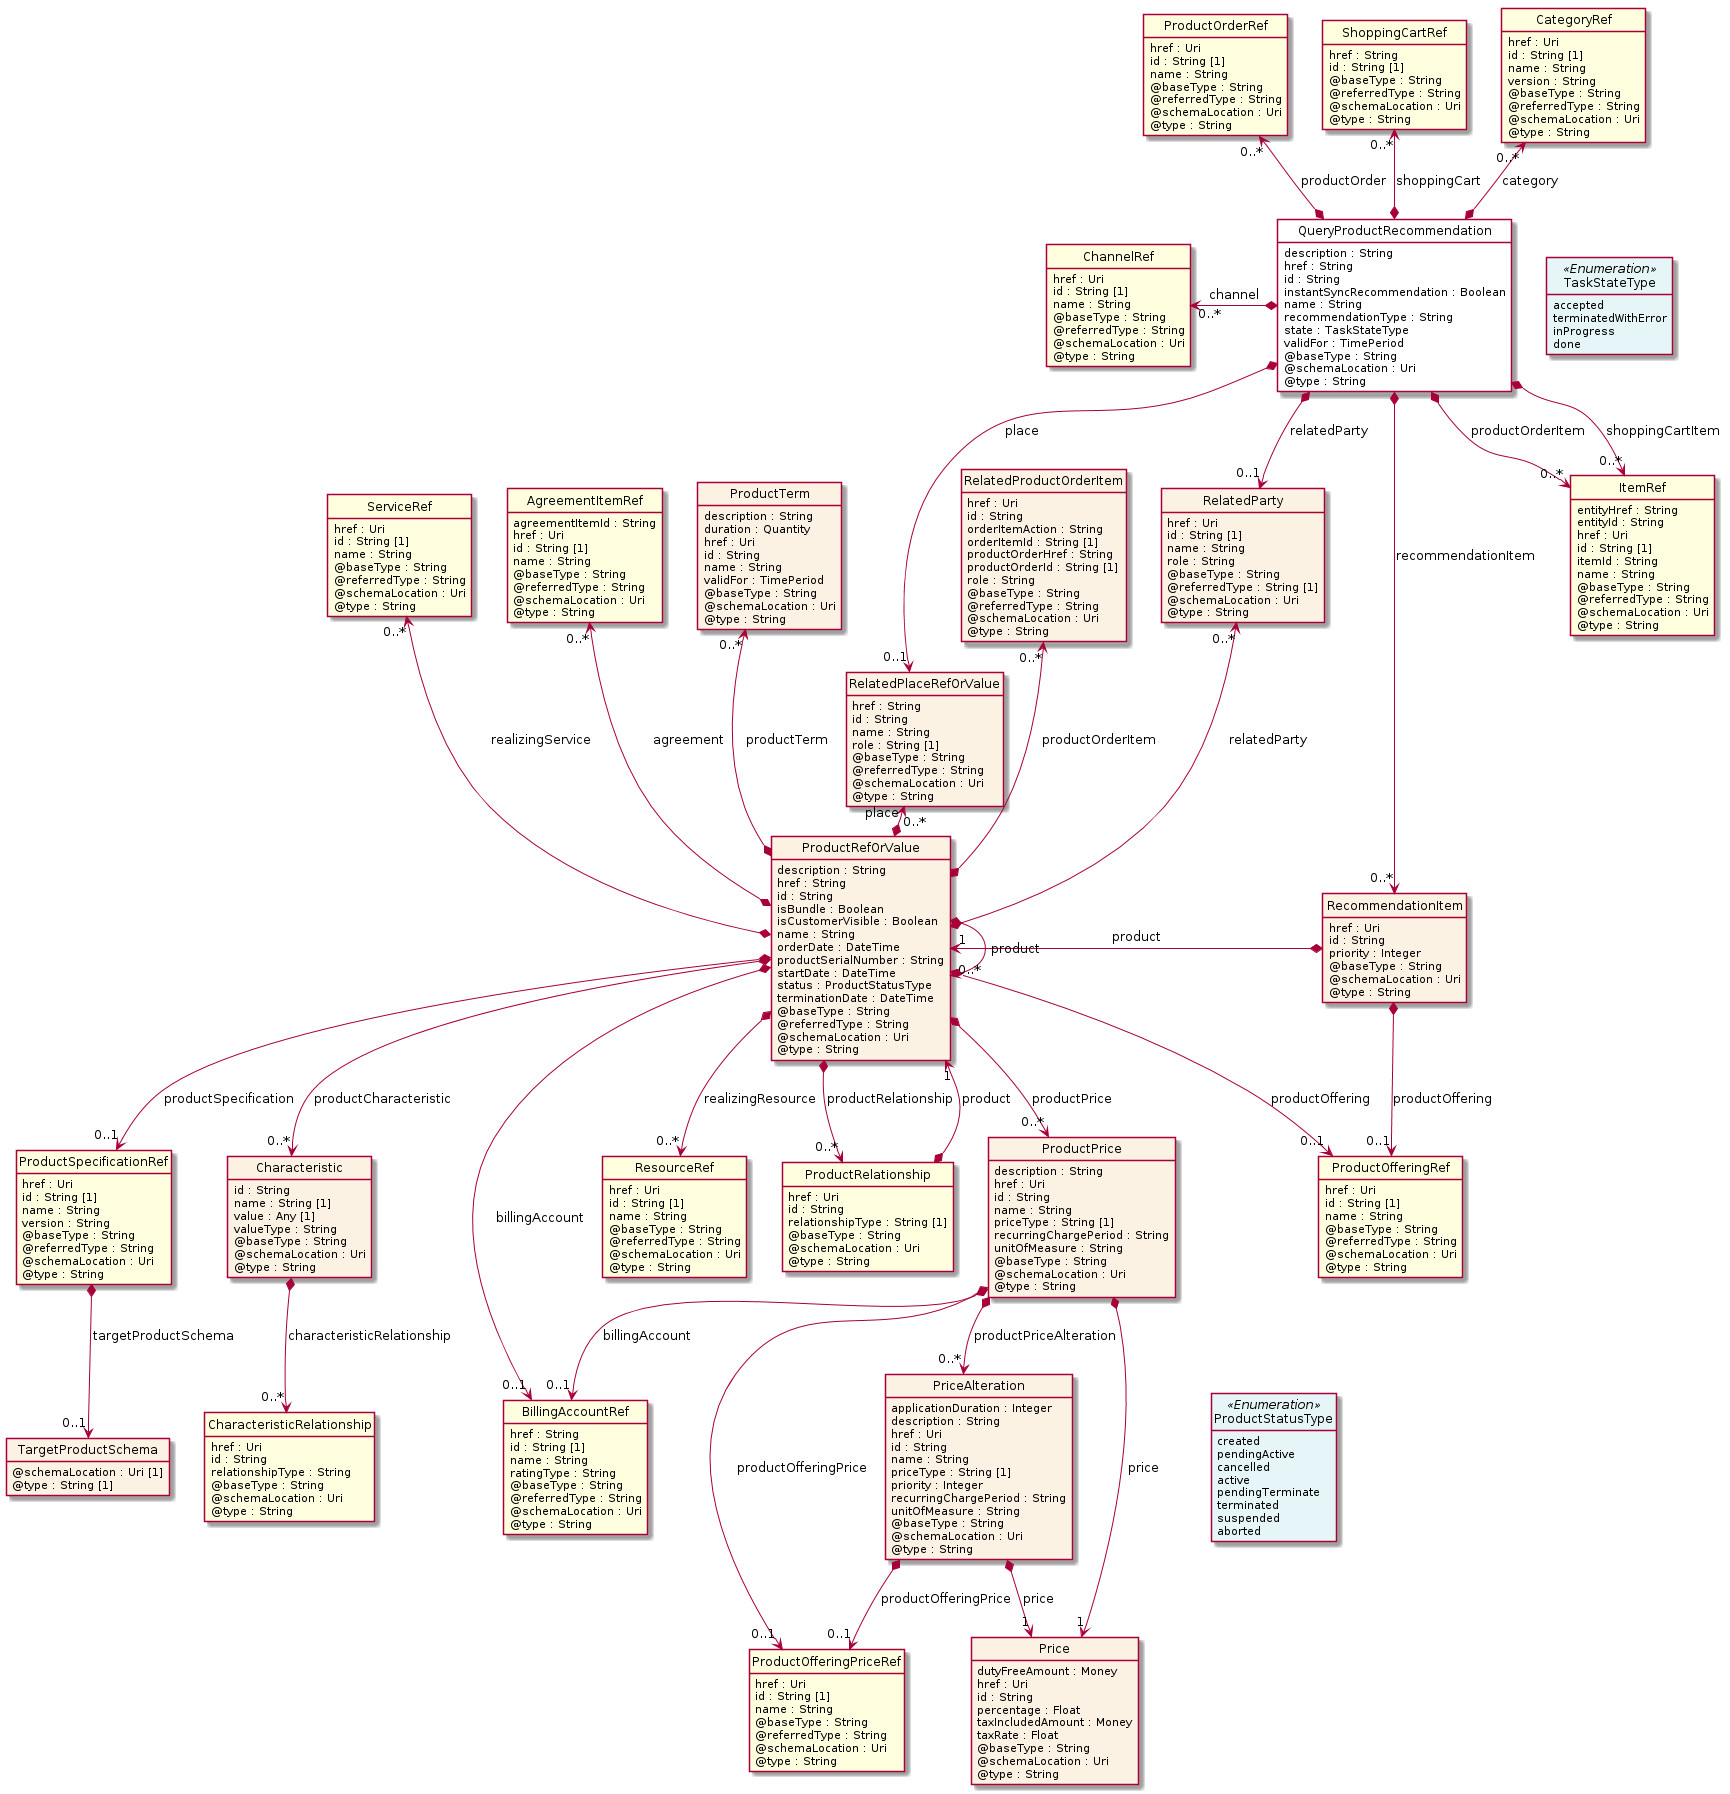 ProductOrderRef
href : Uri
id : String [1]
name : String
@baseType : String
@referredType : String
@schemaLocation : Uri
@type : String
ShoppingCartRef
href : String
id : String [1]
@baseType : String
@referredType : String
@schemaLocation : Uri
@type : String
CategoryRef
href : Uri
id : String [1]
name : String
version : String
@baseType : String
@referredType : String
@schemaLocation : Uri
@type : String
0..*
0..*
0..*
productOrder
shoppingCart
category
ChannelRef
href : Uri
id : String [1]
name : String
@baseType : String
@referredType : String
@schemaLocation : Uri
@type : String
channel
0..*
QueryProductRecommendation
description : String
href : String
id : String
instantSyncRecommendation : Boolean
name : String
recommendationType : String
state : TaskStateType
validFor : TimePeriod
@baseType : String
@schemaLocation : Uri
@type : String
«Enumeration»
TaskStateType
accepted
terminatedWithError
inProgress
done
place
relatedParty
productOrderItem
shoppingCartItem
0..1
0..*
0..*
ServiceRef
href : Uri
id : String [1]
name : String
@baseType : String
@referredType : String
@schemaLocation : Uri
@type : String
AgreementItemRef
agreementItemId : String
href : Uri
id : String [1]
name : String
@baseType : String
@referredType : String
@schemaLocation : Uri
@type : String
ProductTerm
description : String
duration : Quantity
href : Uri
id : String
name : String
validFor : TimePeriod
@baseType : String
@schemaLocation : Uri
@type : String
RelatedProductOrderItem
href : Uri
id : String
orderItemAction : String
orderItemId : String [1]
productOrderHref : String
productOrderId : String [1]
role : String
@baseType : String
@referredType : String
@schemaLocation : Uri
@type : String
RelatedParty
href : Uri
id : String [1]
name : String
role : String
@baseType : String
@referredType : String [1]
@schemaLocation : Uri
@type : String
recommendationItem
ItemRef
entityHref : String
entityId : String
href : Uri
id : String [1]
itemId : String
name : String
@baseType : String
@referredType : String
@schemaLocation : Uri
@type : String
0..*
0..*
0..*
0..1
0..*
0..*
RelatedPlaceRefOrValue
href : String
id : String
name : String
role : String [1]
@baseType : String
@referredType : String
@schemaLocation : Uri
@type : String
realizingService
agreement
productTerm
productOrderItem
relatedParty
place
0..*
ProductRefOrValue
description : String
href : String
id : String
isBundle : Boolean
isCustomerVisible : Boolean
name : String
orderDate : DateTime
productSerialNumber : String
startDate : DateTime
status : ProductStatusType
terminationDate : DateTime
@baseType : String
@referredType : String
@schemaLocation : Uri
@type : String
1
product
0..*
product
0..*
RecommendationItem
href : Uri
id : String
priority : Integer
@baseType : String
@schemaLocation : Uri
@type : String
productSpecification
productCharacteristic
realizingResource
productRelationship
1
product
productPrice
productOffering
productOffering
0..1
0..*
0..*
0..*
0..*
0..1
0..1
ProductSpecificationRef
href : Uri
id : String [1]
name : String
version : String
@baseType : String
@referredType : String
@schemaLocation : Uri
@type : String
Characteristic
id : String
name : String [1]
value : Any [1]
valueType : String
@baseType : String
@schemaLocation : Uri
@type : String
billingAccount
ResourceRef
href : Uri
id : String [1]
name : String
@baseType : String
@referredType : String
@schemaLocation : Uri
@type : String
ProductRelationship
href : Uri
id : String
relationshipType : String [1]
@baseType : String
@schemaLocation : Uri
@type : String
ProductPrice
description : String
href : Uri
id : String
name : String
priceType : String [1]
recurringChargePeriod : String
unitOfMeasure : String
@baseType : String
@schemaLocation : Uri
@type : String
ProductOfferingRef
href : Uri
id : String [1]
name : String
@baseType : String
@referredType : String
@schemaLocation : Uri
@type : String
targetProductSchema
characteristicRelationship
billingAccount
productPriceAlteration
0..1
0..*
0..1
0..1
0..*
TargetProductSchema
@schemaLocation : Uri [1]
@type : String [1]
CharacteristicRelationship
href : Uri
id : String
relationshipType : String
@baseType : String
@schemaLocation : Uri
@type : String
BillingAccountRef
href : String
id : String [1]
name : String
ratingType : String
@baseType : String
@referredType : String
@schemaLocation : Uri
@type : String
productOfferingPrice
PriceAlteration
applicationDuration : Integer
description : String
href : Uri
id : String
name : String
priceType : String [1]
priority : Integer
recurringChargePeriod : String
unitOfMeasure : String
@baseType : String
@schemaLocation : Uri
@type : String
price
«Enumeration»
ProductStatusType
created
pendingActive
cancelled
active
pendingTerminate
terminated
suspended
aborted
productOfferingPrice
price
0..1
0..1
1
1
ProductOfferingPriceRef
href : Uri
id : String [1]
name : String
@baseType : String
@referredType : String
@schemaLocation : Uri
@type : String
Price
dutyFreeAmount : Money
href : Uri
id : String
percentage : Float
taxIncludedAmount : Money
taxRate : Float
@baseType : String
@schemaLocation : Uri
@type : String